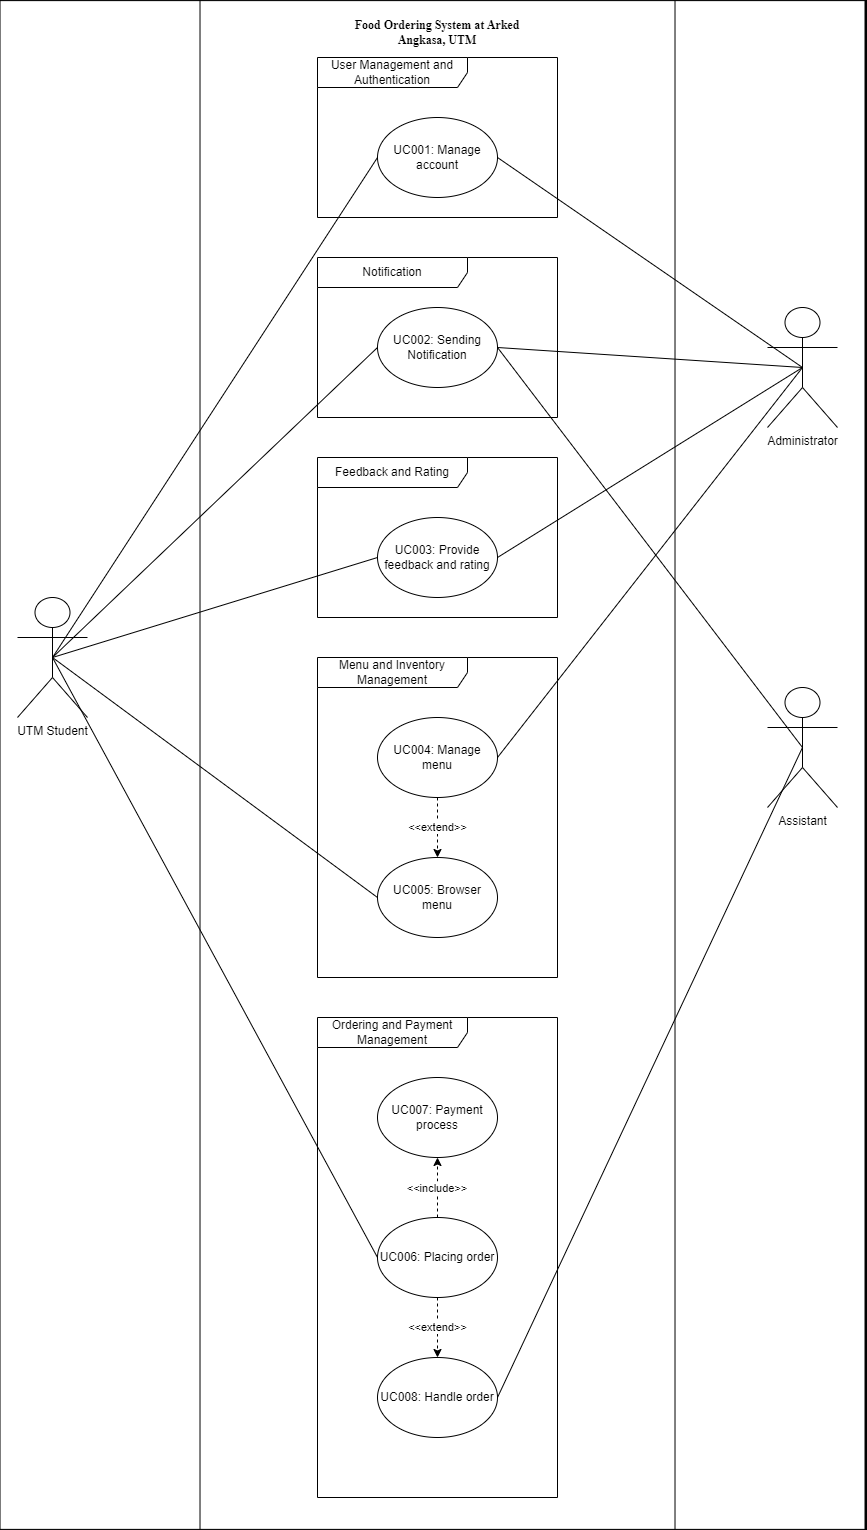 Food Ordering System at Arked
Angkasa, UTM
User Management and
Authentication
UC001: Manage
account
Notification
UC002: Sending
Notification
Administrator
Feedback and Rating
UC003: Provide
feedback and rating
UTM Student
Menu and Inventory
Management
UC004: Manage
menu
<<extend>>
Assistant
UC005: Browser
menu
Ordering and Payment
Management
UC007: Payment
process
<<include>>
UC006: Placing order
<<extend>>
UC008: Handle order